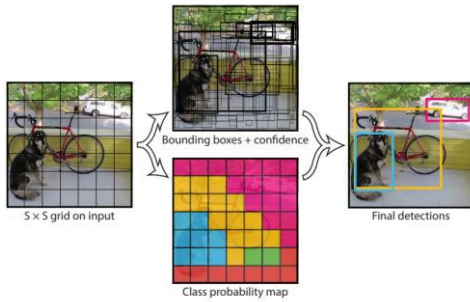 S × S grid on input
Bounding boxes + confidence
Class probability map
Final detections